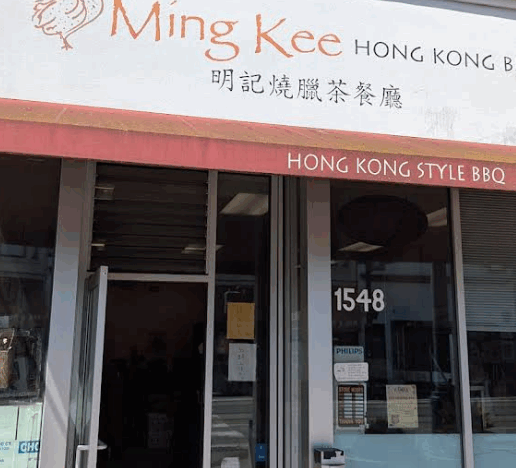 Ming Kee HONG KONG B
明記燒臘茶餐廳
HONG KONG STYLE BBQ
1548
PHILIPS